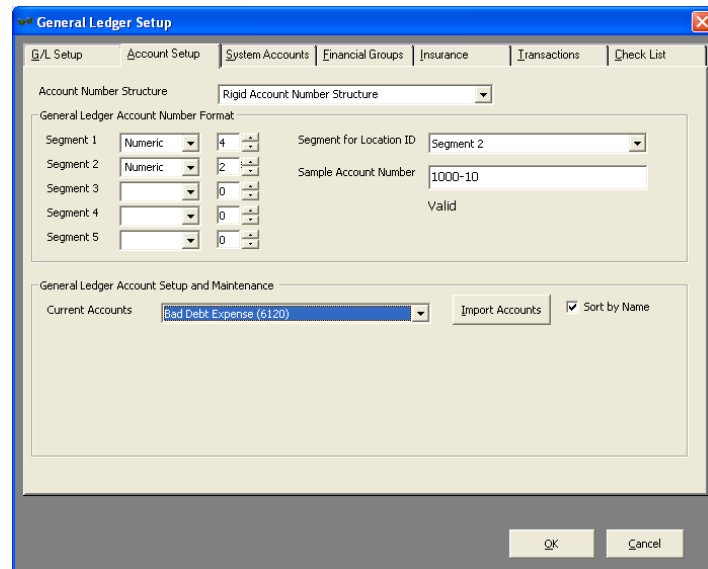 General Ledger Setup
G/L Setup Account Setup System Accounts Financial Groups Insurance Transactions Check List
Account Number Structure Rigid Account Number Structure
General Ledger Account Number Format
Segment 1 Numeric 4 Segment for Location ID Segment 2
Segment 2 Numeric 2 Sample Account Number 1000-10
Segment 3 0 Valid
Segment 4 0
Segment 5 0
General Ledger Account Setup and Maintenance
Current Accounts Bad Debt Expense (6120) Import Accounts Sort by Name
OK Cancel